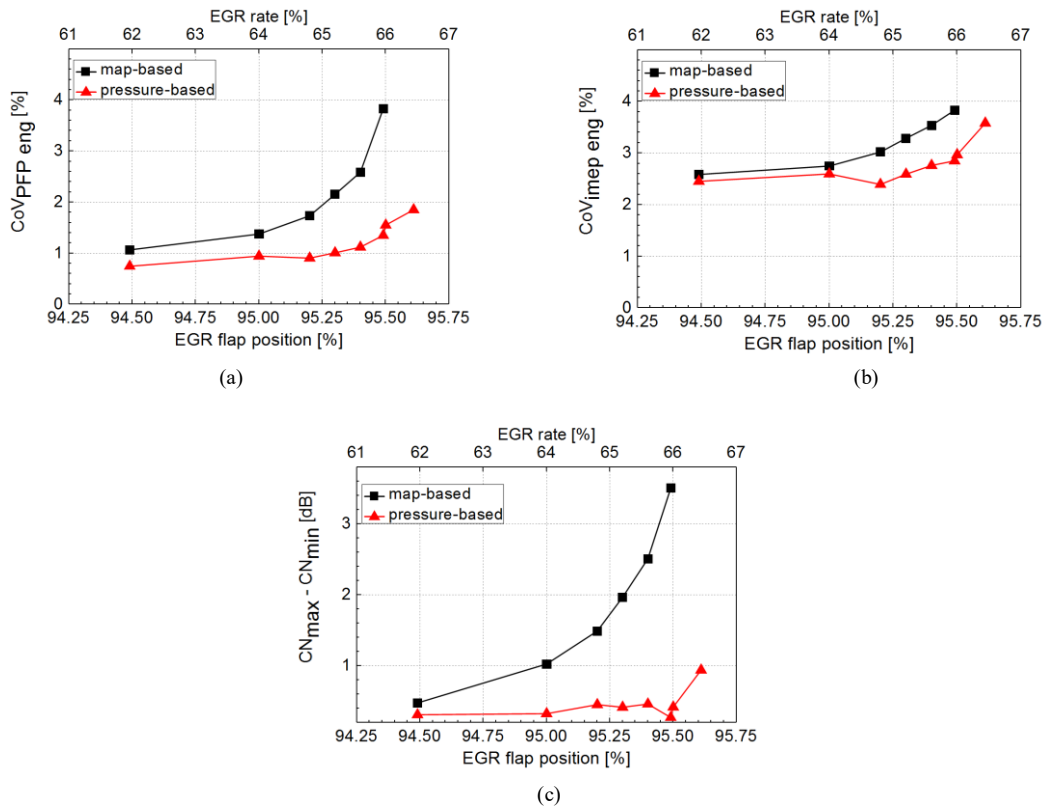 EGR rate [%]
61 62 63 64 65 66 67
map-based
pressure-based
CoVPFP eng [%]
4
3
2
1
0
94.25 94.50 94.75 95.00 95.25 95.50 95.75
EGR flap position [%]
(a)
EGR rate [%]
61 62 63 64 65 66 67
map-based
pressure-based
CoVimep eng [%]
4
3
2
1
0
94.25 94.50 94.75 95.00 95.25 95.50 95.75
EGR flap position [%]
(b)
EGR rate [%]
61 62 63 64 65 66 67
map-based
pressure-based
CNmax - CNmin [dB]
3
2
1
94.25 94.50 94.75 95.00 95.25 95.50 95.75
EGR flap position [%]
(c)